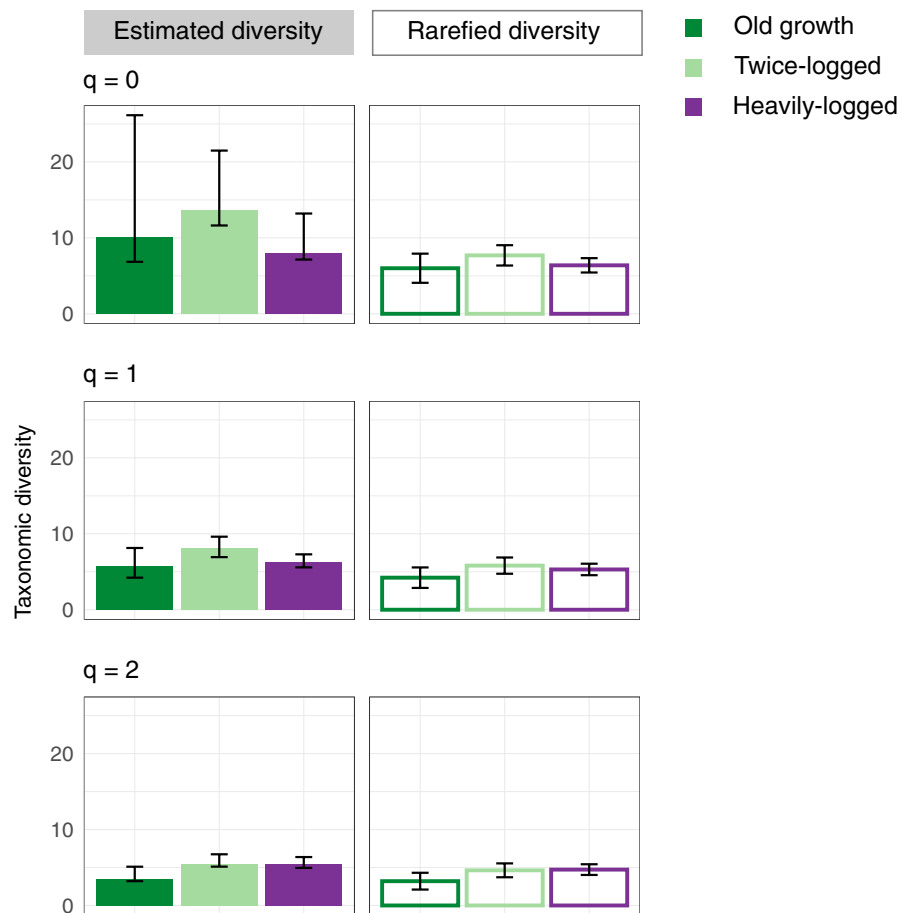 Estimated diversity
Rarefied diversity
Old growth
Twice-logged
Heavily-logged
q = 0
20
10
0
q = 1
Taxonomic diversity
20
10
0
q = 2
20
10
0